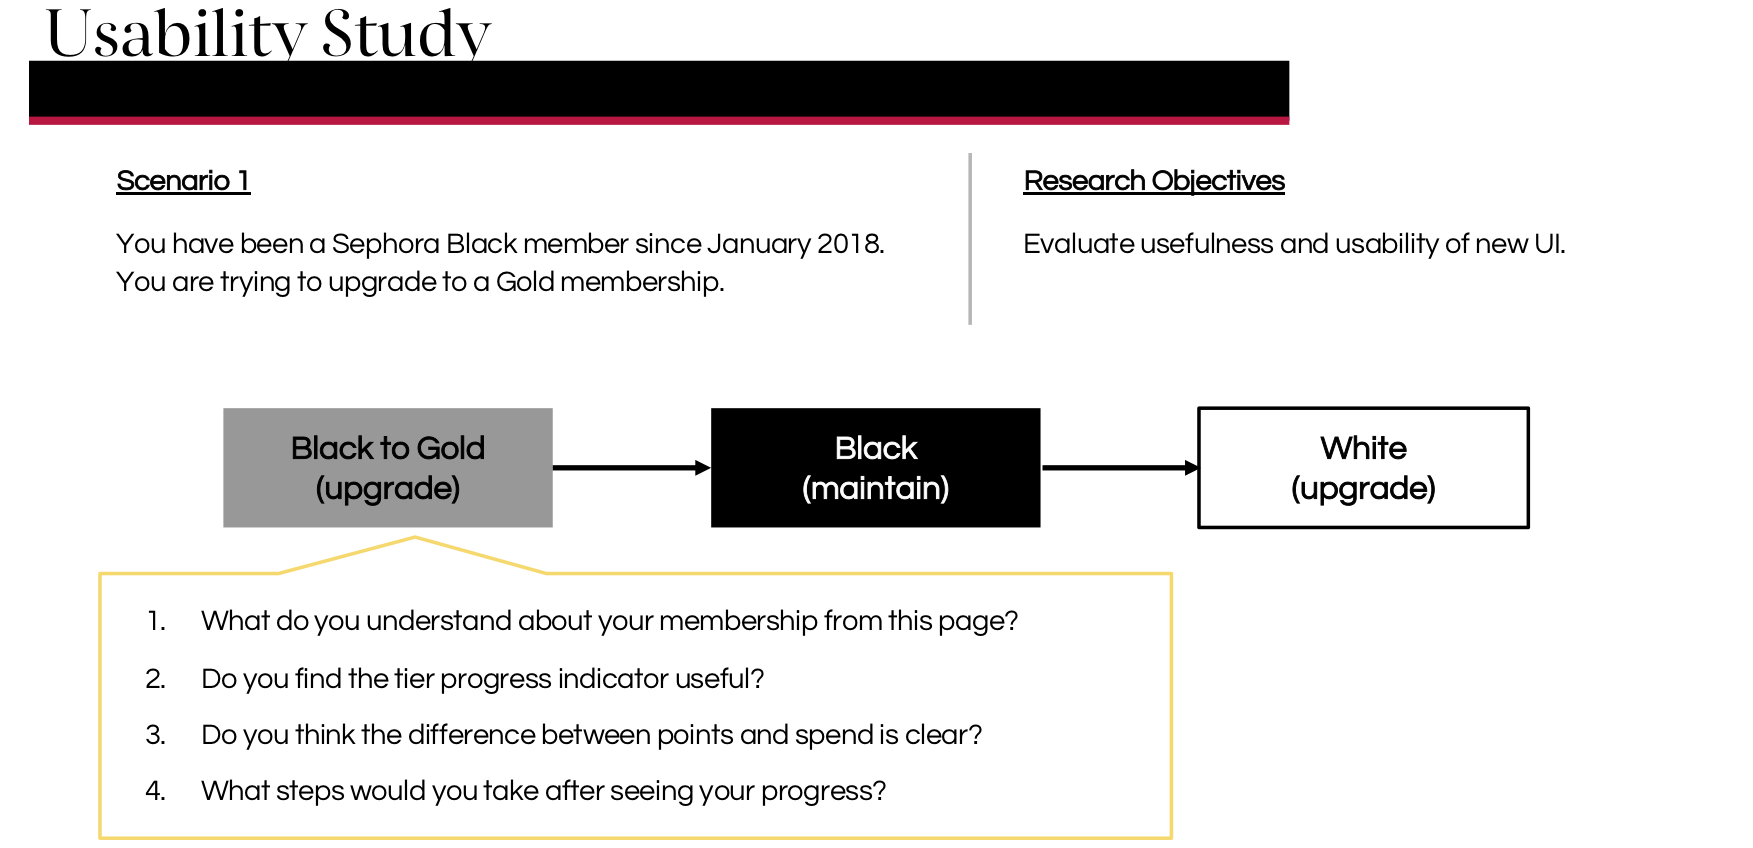 Usability Study
Scenario 1
You have been a Sephora Black member since January 2018.
You are trying to upgrade to a Gold membership.
Research Objectives
Evaluate usefulness and usability of new UI.
Black to Gold
(upgrade)
Black
(maintain)
White
(upgrade)
1. What do you understand about your membership from this page?
2. Do you find the tier progress indicator useful?
3. Do you think the difference between points and spend is clear?
4. What steps would you take after seeing your progress?